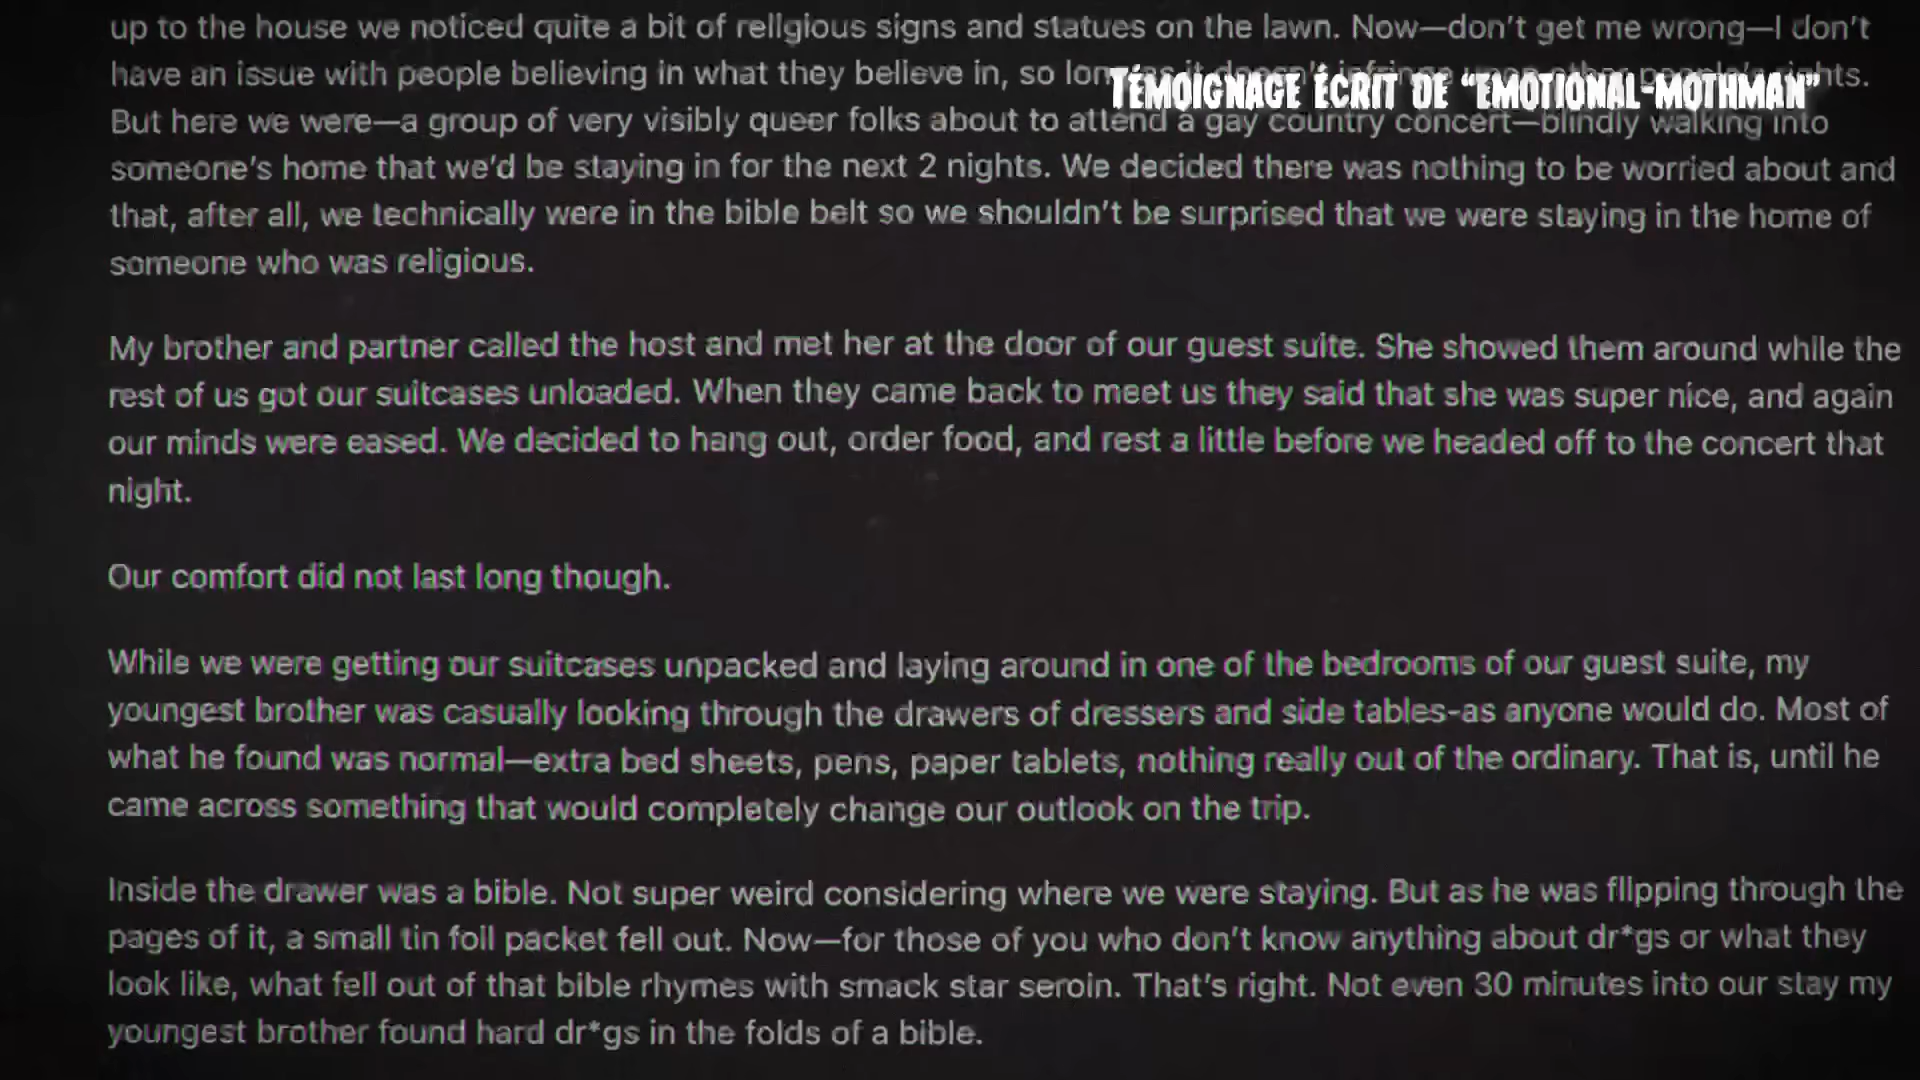 up to the house we noticed quite a bit of religious signs and statues on the lawn. Now—don't get me wrong—I don't
have an issue with people believing in what they believe in, so long as it doesn't infringe upon other people's rights.
TÉMOIGNAGE ÉCRIT DE “EMOTIONAL-MOTHMAN”
But here we were—a group of very visibly queer folks about to attend a gay country concert—blindly walking into
someone's home that we'd be staying in for the next 2 nights. We decided there was nothing to be worried about and
that, after all, we technically were in the bible belt so we shouldn't be surprised that we were staying in the home of
someone who was religious.
My brother and partner called the host and met her at the door of our guest suite. She showed them around while the
rest of us got our suitcases unloaded. When they came back to meet us they said that she was super nice, and again
our minds were eased. We decided to hang out, order food, and rest a little before we headed off to the concert that
night.
Our comfort did not last long though.
While we were getting our suitcases unpacked and laying around in one of the bedrooms of our guest suite, my
youngest brother was casually looking through the drawers of dressers and side tables-as anyone would do. Most of
what he found was normal—extra bed sheets, pens, paper tablets, nothing really out of the ordinary. That is, until he
came across something that would completely change our outlook on the trip.
Inside the drawer was a bible. Not super weird considering where we were staying. But as he was flipping through the
pages of it, a small tin foil packet fell out. Now—for those of you who don't know anything about dr*gs or what they
look like, what fell out of that bible rhymes with smack star seroin. That's right. Not even 30 minutes into our stay my
youngest brother found hard dr*gs in the folds of a bible.